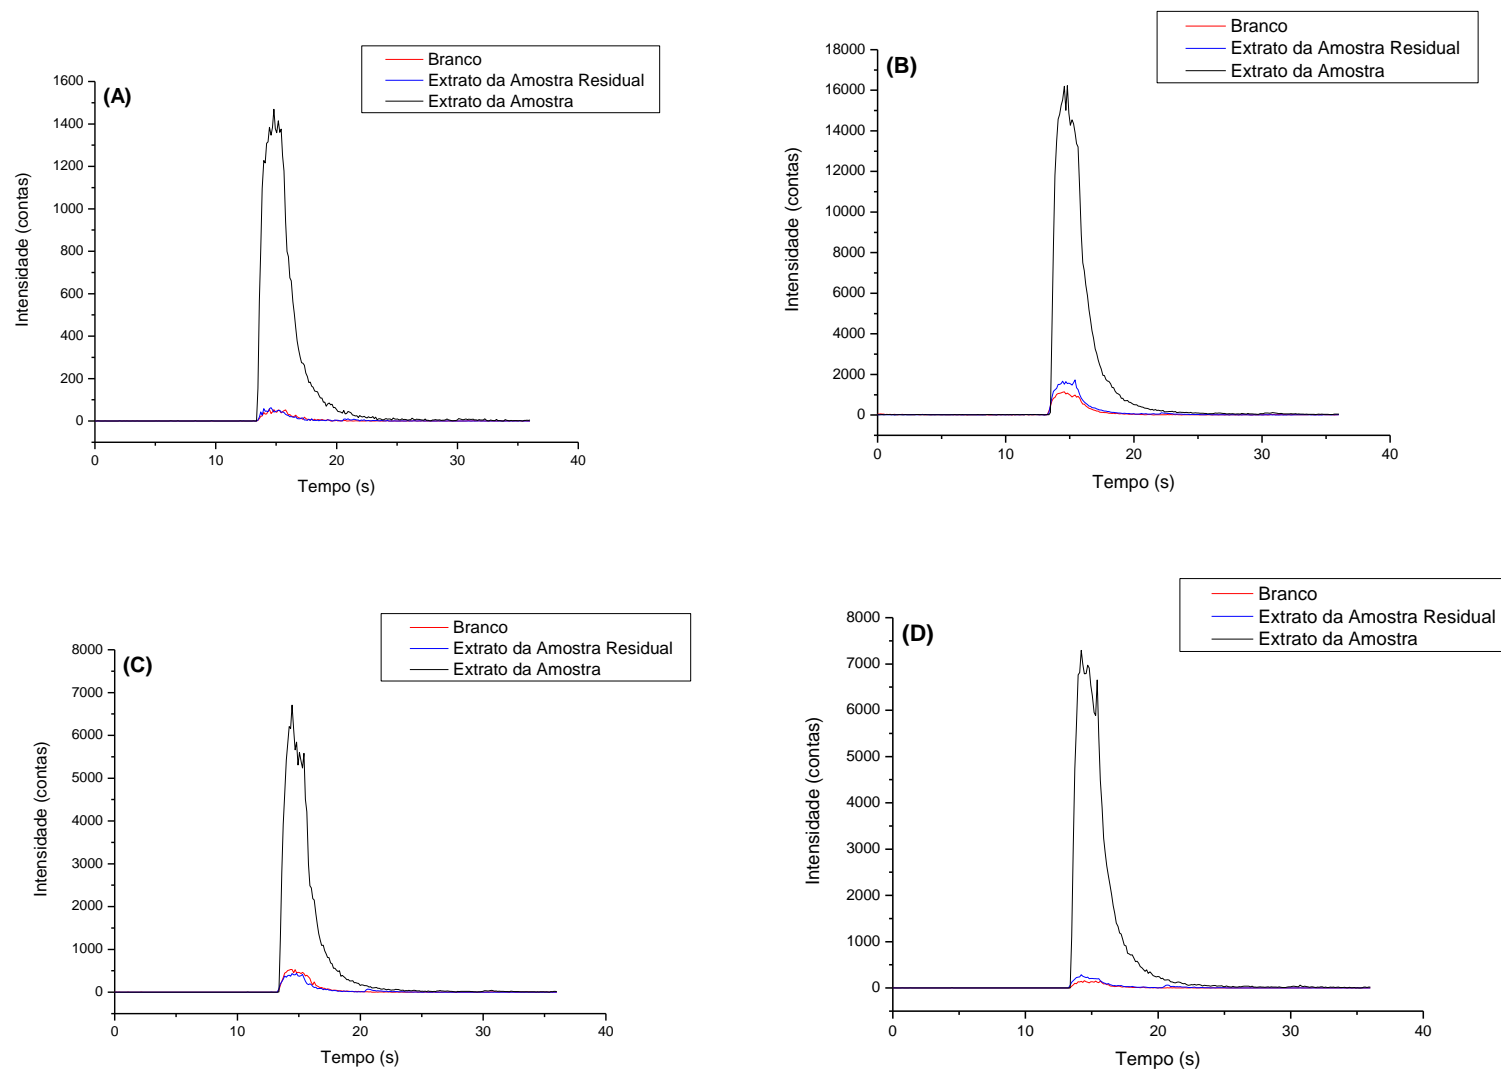 (A)
Branco
Extrato da Amostra Residual
Extrato da Amostra
1600
1400
1200
1000
800
600
400
200
0
Intensidade (contas)
0 10 20 30 40
Tempo (s)
(B)
Branco
Extrato da Amostra Residual
Extrato da Amostra
18000
16000
14000
12000
10000
8000
6000
4000
2000
0
Intensidade (contas)
0 10 20 30 40
Tempo (s)
(C)
Branco
Extrato da Amostra Residual
Extrato da Amostra
8000
7000
6000
5000
4000
3000
2000
1000
0
Intensidade (contas)
0 10 20 30 40
Tempo (s)
(D)
Branco
Extrato da Amostra Residual
Extrato da Amostra
8000
7000
6000
5000
4000
3000
2000
1000
0
Intensidade (contas)
0 10 20 30 40
Tempo (s)